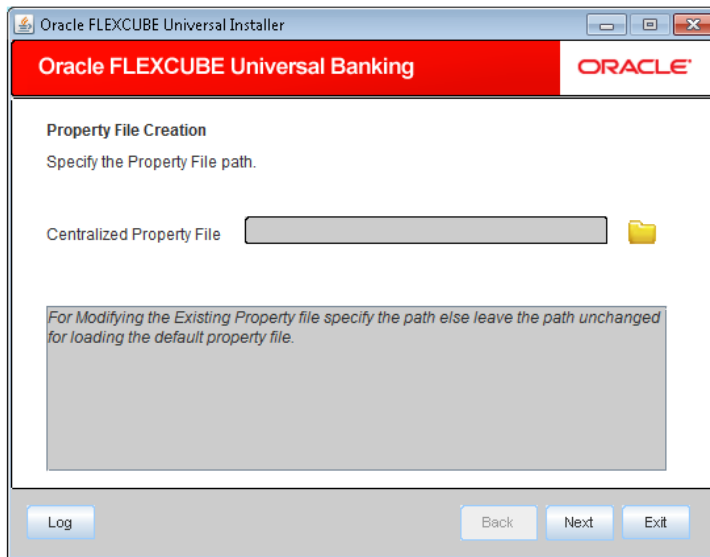 Oracle FLEXCUBE Universal Installer
Oracle FLEXCUBE Universal Banking
ORACLE
Property File Creation
Specify the Property File path.
Centralized Property File
For Modifying the Existing Property file specify the path else leave the path unchanged
for loading the default property file.
Log
Back
Next
Exit